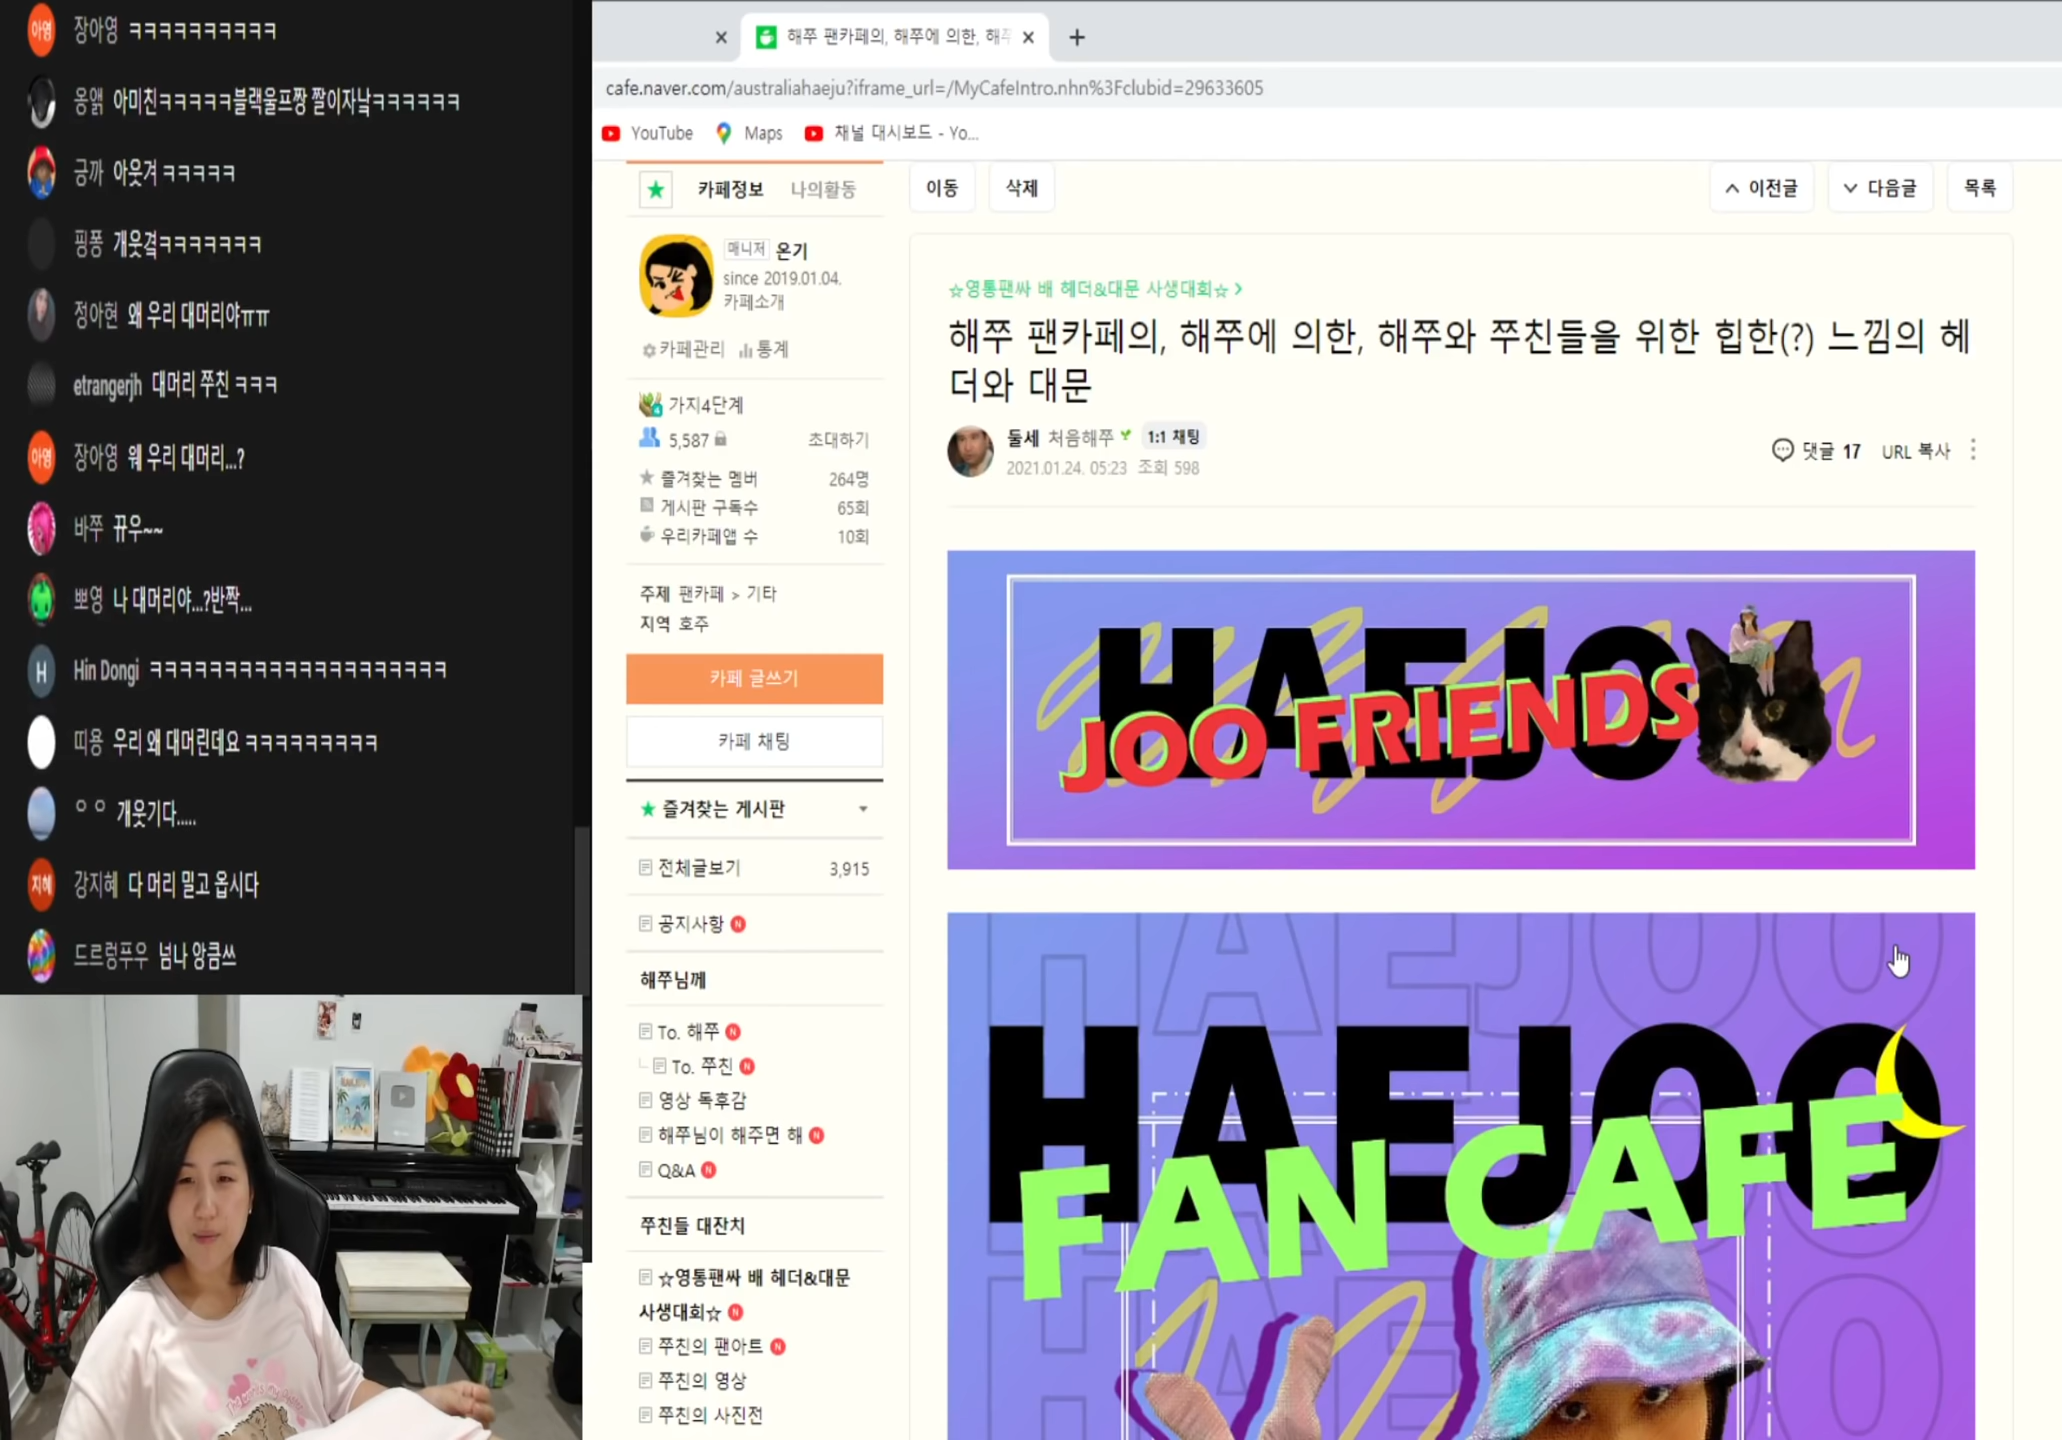 아영 장아영 ㅋㅋㅋㅋㅋㅋㅋㅋㅋㅋ
옹앩 아미친ㅋㅋㅋㅋㅋ블랙울프짱 짤이자낰ㅋㅋㅋㅋㅋㅋ
긍까 아웃겨 ㅋㅋㅋㅋㅋ
핑퐁 개웃겤ㅋㅋㅋㅋㅋㅋㅋ
정아현 왜 우리 대머리야ㅠㅠ
etrangerjh 대머리 쭈친 ㅋㅋㅋ
아영 장아영 웨 우리 대머리...?
바쭈 뀨우~~
뽀영 나 대머리야...?반짝...
H Hin Dongi ㅋㅋㅋㅋㅋㅋㅋㅋㅋㅋㅋㅋㅋㅋㅋㅋㅋㅋㅋㅋ
띠용 우리 왜 대머린데요 ㅋㅋㅋㅋㅋㅋㅋㅋㅋ
ㅇㅇ 개웃기다.....
지혜 강지혜 다 머리 밀고 옵시다
드르렁푸우 넘나 앙큼쓰
해쭈 팬카페의, 해쭈에 의한, 해쭈
cafe.naver.com/australiahaeju?iframe_url=/MyCafeIntro.nhn%3Fclubid=29633605
YouTube Maps 채널 대시보드 - Yo...
카페정보 나의활동
매니저 온기
since 2019.01.04.
카페소개
카페관리 통계
가지4단계
5,587 초대하기
즐겨찾는 멤버 264명
게시판 구독수 65회
우리카페앱 수 10회
주제 팬카페 > 기타
지역 호주
카페 글쓰기
카페 채팅
즐겨찾는 게시판
전체글보기 3,915
공지사항 N
해쭈님께
To. 해쭈 N
To. 쭈친 N
영상 독후감
해쭈님이 해주면 해 N
Q&A N
쭈친들 대잔치
☆영통팬싸 배 헤더&대문
사생대회☆ N
쭈친의 팬아트 N
쭈친의 영상
쭈친의 사진전
이동 삭제 이전글 다음글 목록
☆영통팬싸 배 헤더&대문 사생대회☆ >
해쭈 팬카페의, 해쭈에 의한, 해쭈와 쭈친들을 위한 힙한(?) 느낌의 헤
더와 대문
둘세 처음해쭈 1:1 채팅
2021.01.24. 05:23 조회 598
댓글 17 URL 복사
HAEJO
JOO FRIENDS
HAEJOO
HAEJOO
FAN CAFE